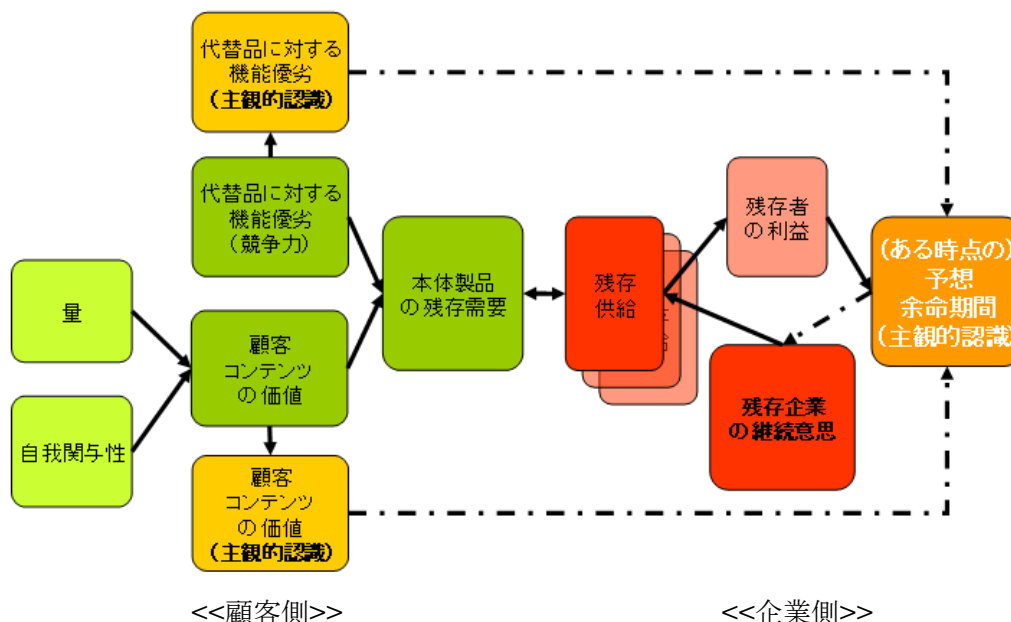 代替品に対する
機能優劣
(主観的認識)
代替品に対する
機能優劣
(競争力)
量
自我関与性
顧客
コンテンツ
の価値
顧客
コンテンツ
の価値
(主観的認識)
本体製品
の残存需要
残存
供給
残存者
の利益
残存企業
の継続意思
(ある時点の)
予想
余命期間
(主観的認識)
<<顧客側>>
<<企業側>>